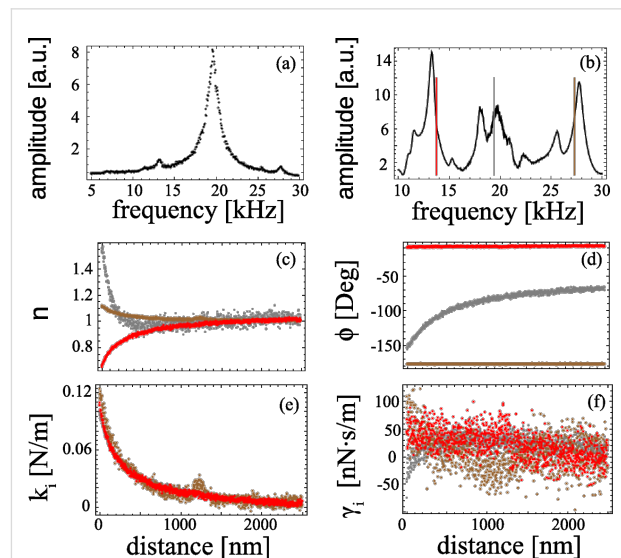 (a)
amplitude [a.u.]
8
6
4
2
5 10 15 20 25 30
frequency [kHz]
(b)
amplitude [a.u.]
14
10
6
2
10 15 20 25 30
frequency [kHz]
(c)
n
1.4
1.2
1
0.8
(d)
ϕ [Deg]
-50
-100
-150
(e)
k_i [N/m]
0.12
0.06
0
0 1000 2000
distance [nm]
(f)
γ_i [nN·s/m]
100
50
0
-50
0 1000 2000
distance [nm]